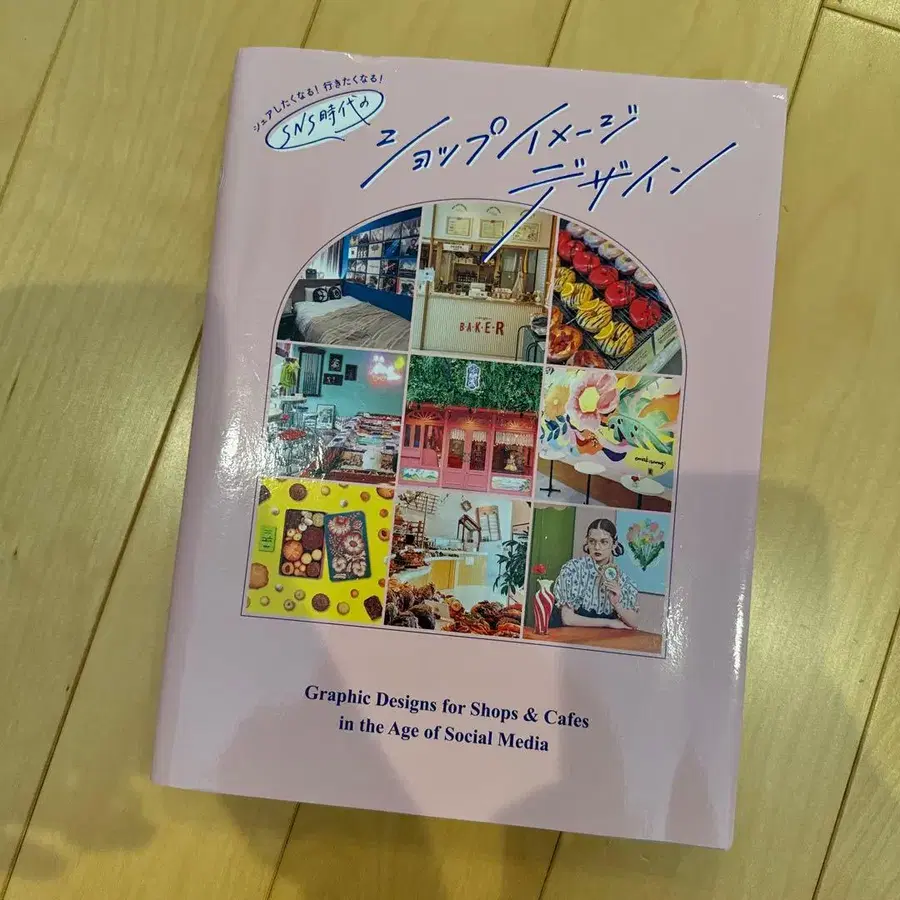 シェアしたくなる!行きたくなる!
SNS時代の
ショップイメージ
デザイン
BAKER
Graphic Designs for Shops & Cafes
in the Age of Social Media